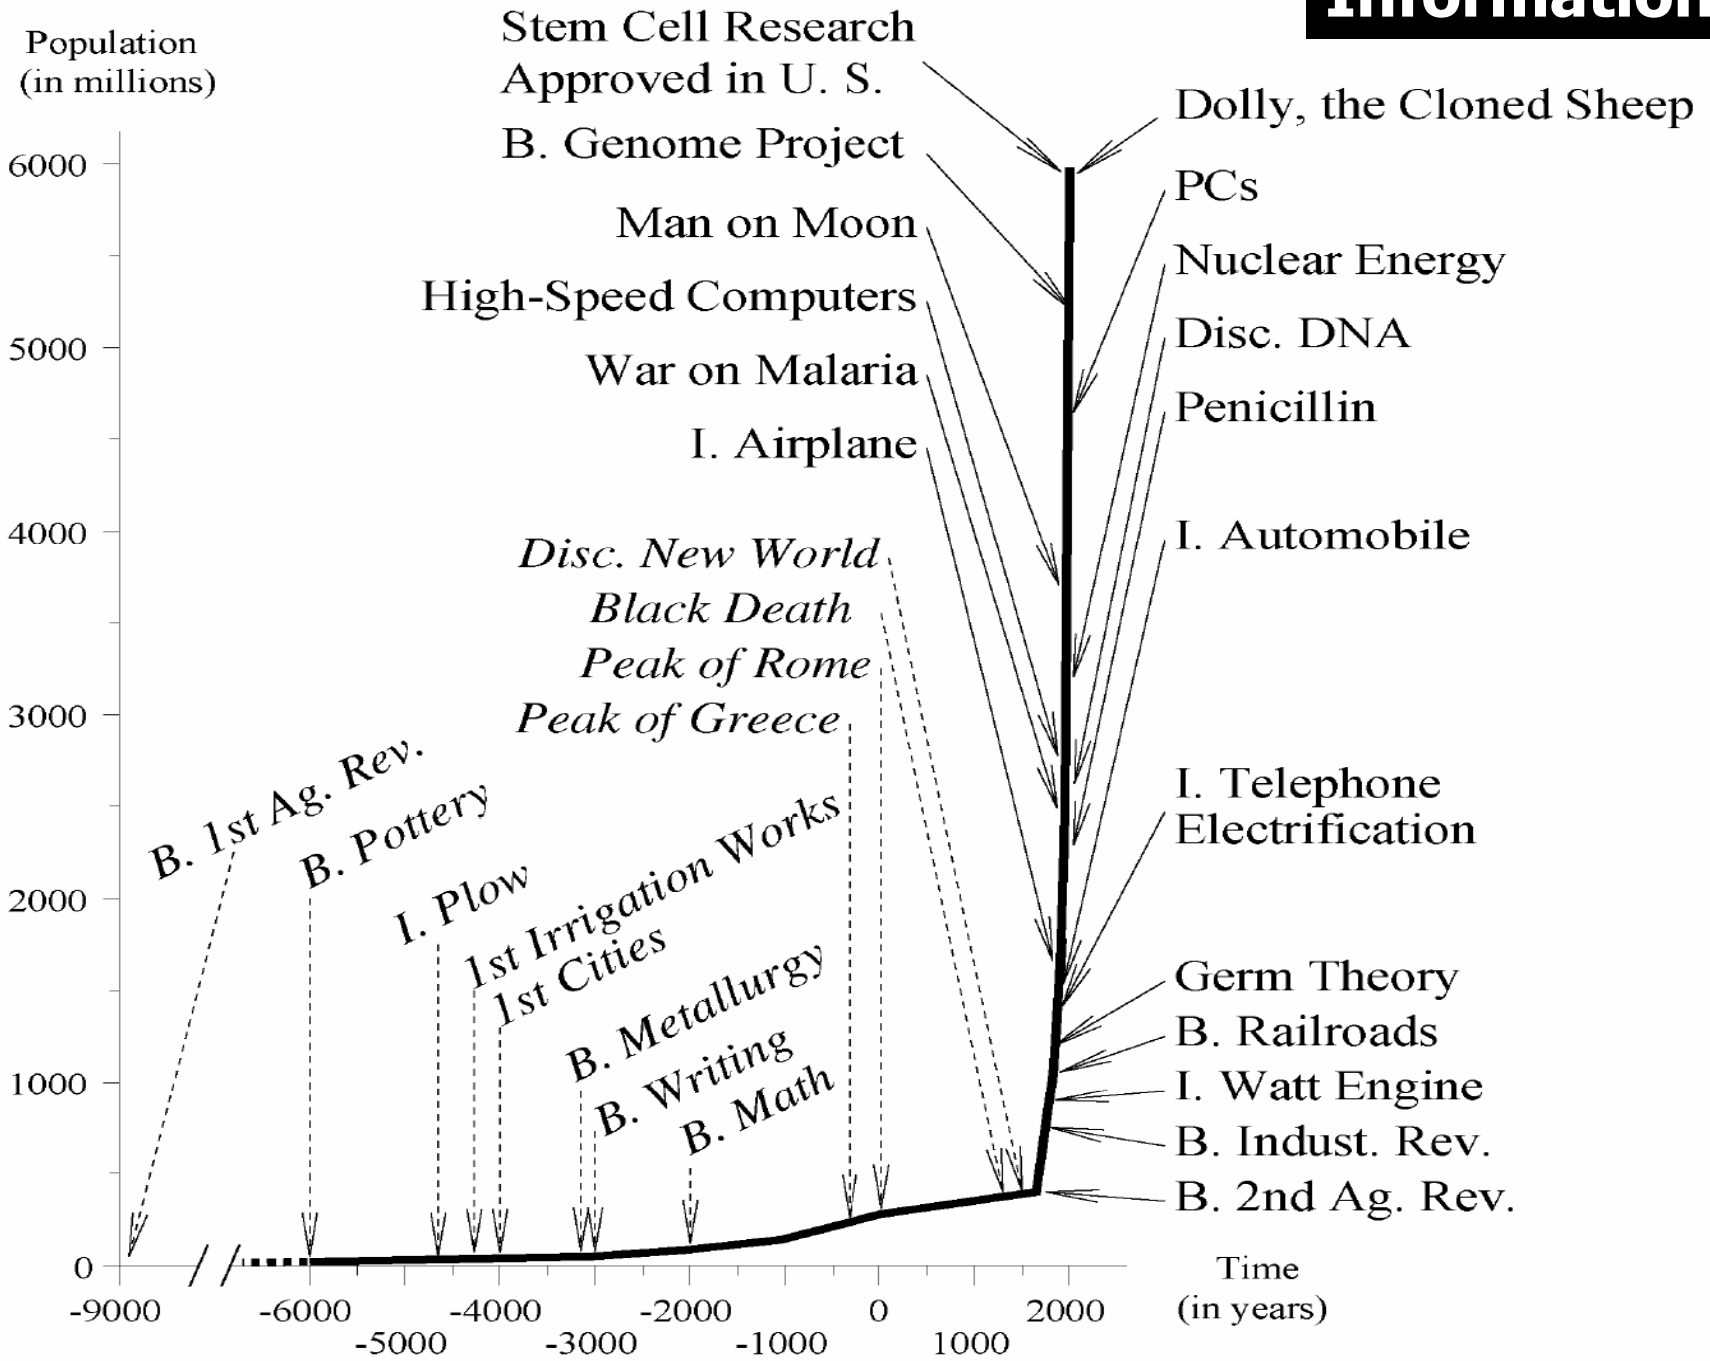 Information
Population
(in millions)
Stem Cell Research
Approved in U. S.
B. Genome Project
Man on Moon
High-Speed Computers
War on Malaria
I. Airplane
Disc. New World
Black Death
Peak of Rome
Peak of Greece
Dolly, the Cloned Sheep
PCs
Nuclear Energy
Disc. DNA
Penicillin
I. Automobile
I. Telephone
Electrification
Germ Theory
B. Railroads
I. Watt Engine
B. Indust. Rev.
B. 2nd Ag. Rev.
B. 1st Ag. Rev.
B. Pottery
I. Plow
1st Irrigation Works
1st Cities
B. Metallurgy
B. Writing
B. Math
6000
5000
4000
3000
2000
1000
0
-9000 -6000 -4000 -2000 0 2000
-5000 -3000 -1000 1000
Time
(in years)